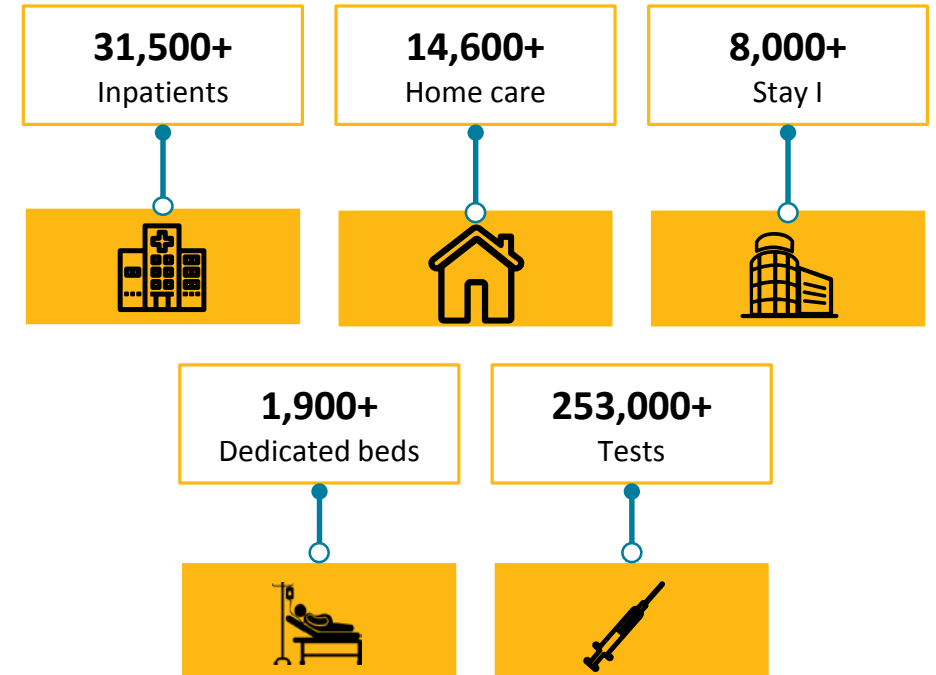 31,500+
Inpatients
14,600+
Home care
8,000+
Stay I
1,900+
Dedicated beds
253,000+
Tests